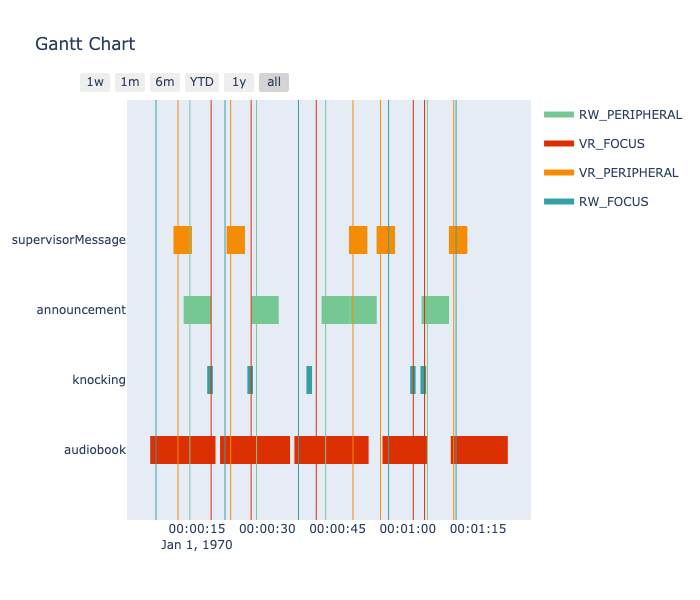 Gantt Chart
1w 1m 6m YTD 1y all
RW_PERIPHERAL
VR_FOCUS
VR_PERIPHERAL
RW_FOCUS
supervisorMessage
announcement
knocking
audiobook
00:00:15 00:00:30 00:00:45 00:01:00 00:01:15
Jan 1, 1970